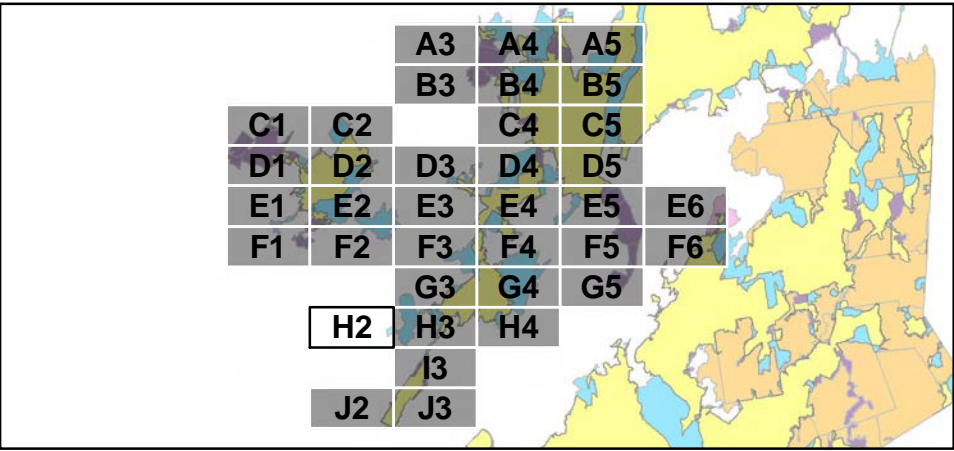 A3 A4 A5
B3 B4 B5
C1 C2 C4 C5
D1 D2 D3 D4 D5
E1 E2 E3 E4 E5 E6
F1 F2 F3 F4 F5 F6
G3 G4 G5
H2 H3 H4
I3
J2 J3